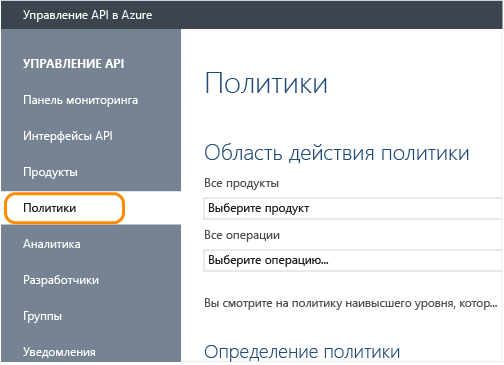 Управление API в Azure
УПРАВЛЕНИЕ API
Панель мониторинга
Интерфейсы API
Продукты
Политики
Аналитика
Разработчики
Группы
Уведомления
Политики
Область действия политики
Все продукты
Выберите продукт
Все операции
Выберите операцию...
Вы смотрите на политику наивысшего уровня, котор...
Определение политики